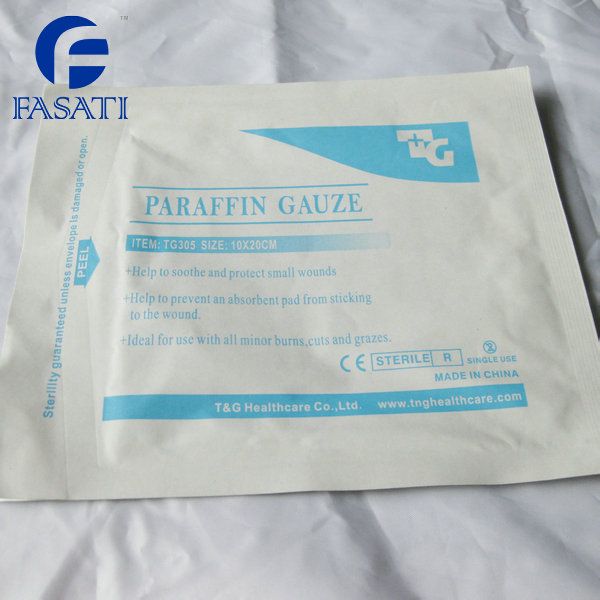 ™
FASATI
T+G
PARAFFIN GAUZE
ITEM: TG305 SIZE: 10X20CM
+Help to soothe and protect small wounds
+Help to prevent an absorbent pad from sticking
to the wound.
+Ideal for use with all minor burns,cuts and grazes.
CE STERILE R 2 SINGLE USE
MADE IN CHINA
T&G Healthcare Co.,Ltd. www.tnghealthcare.com
PEEL
Sterility guaranteed unless envelope is damaged or open.